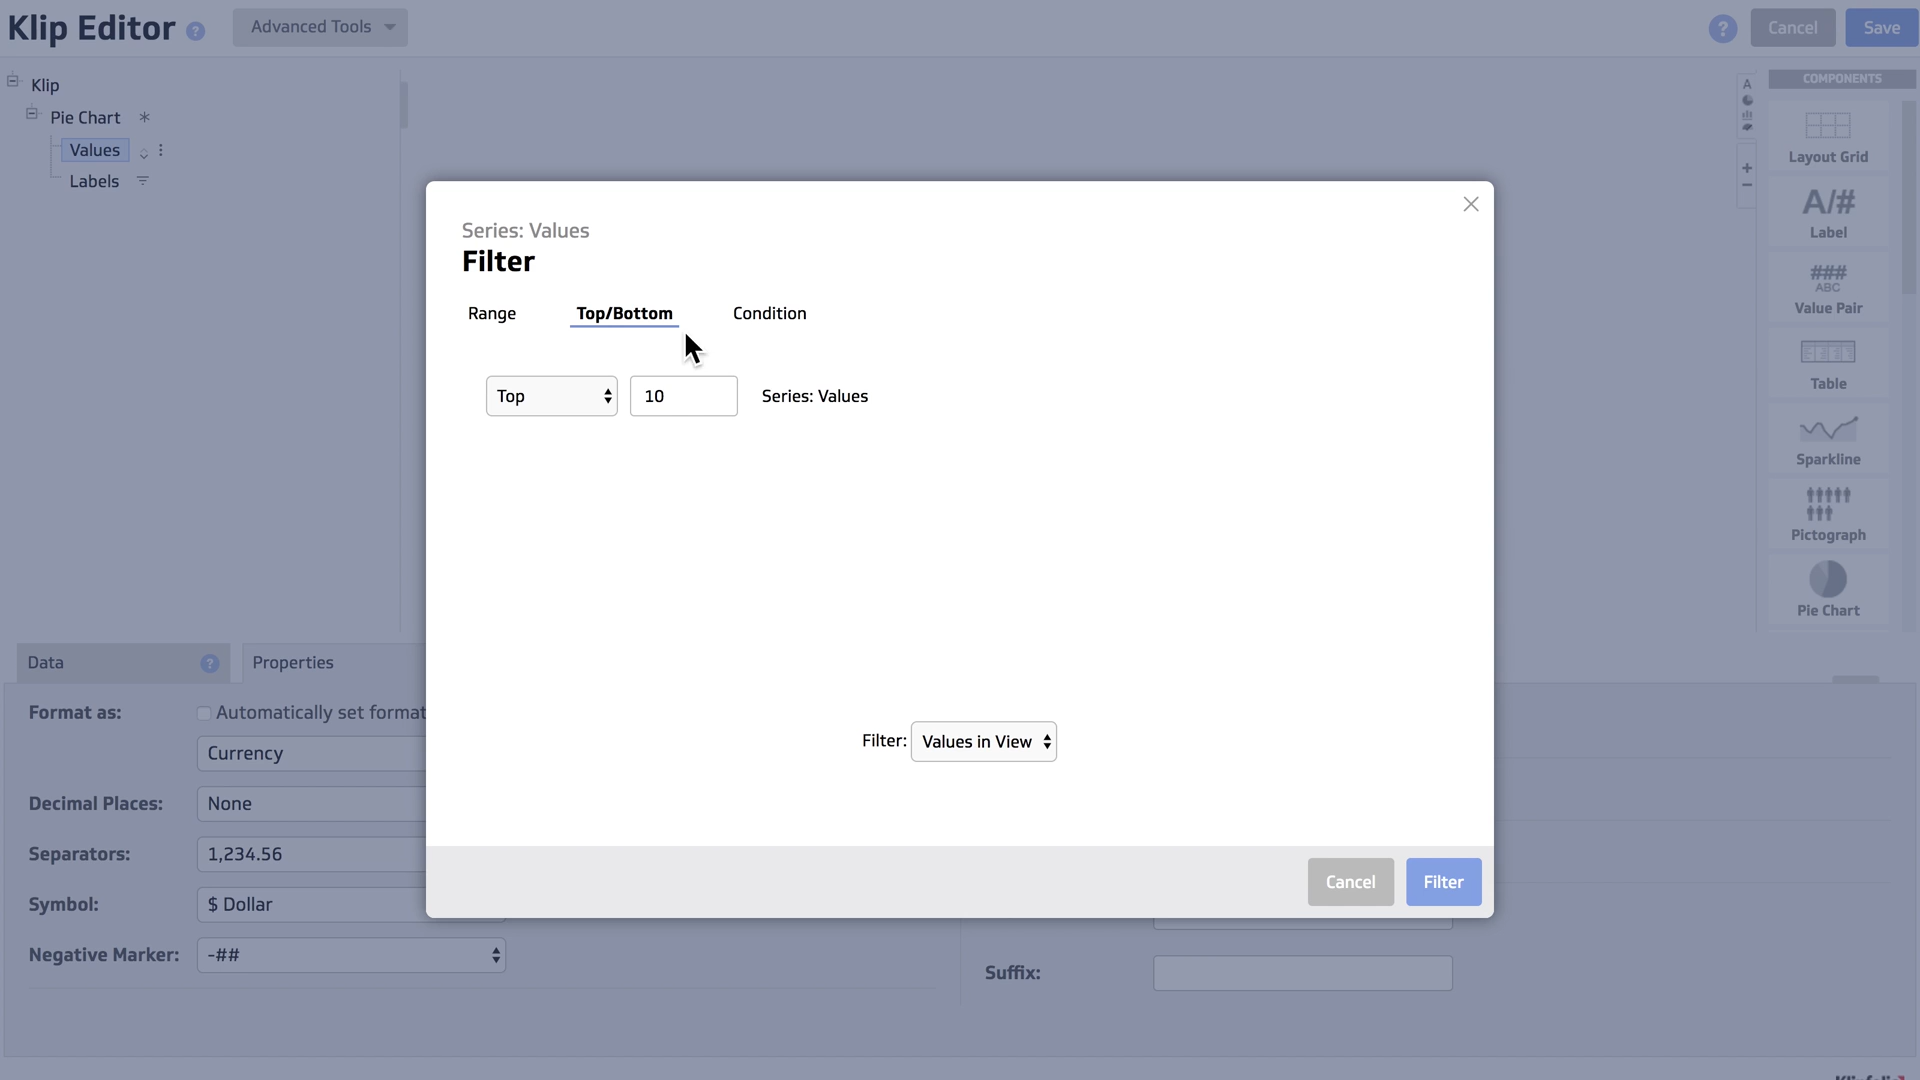 Klip Editor ?
Advanced Tools
?
Cancel
Save
Klip
Pie Chart *
Values
Labels
A
COMPONENTS
Layout Grid
A/#
Label
###
ABC
Value Pair
Table
Sparkline
Pictograph
Pie Chart
+
-
Series: Values
Filter
Range
Top/Bottom
Condition
Top
10
Series: Values
Filter: Values in View
Cancel
Filter
Data ?
Properties
Format as:
Automatically set format
Currency
Decimal Places:
None
Separators:
1,234.56
Symbol:
$ Dollar
Negative Marker:
-##
Suffix: